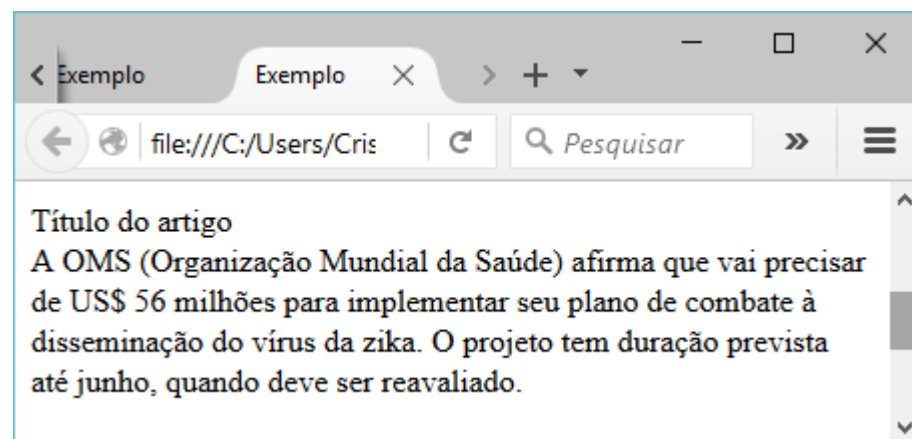 Exemplo
Exemplo
file:///C:/Users/Cris
Pesquisar
Título do artigo
A OMS (Organização Mundial da Saúde) afirma que vai precisar
de US$ 56 milhões para implementar seu plano de combate à
disseminação do vírus da zika. O projeto tem duração prevista
até junho, quando deve ser reavaliado.